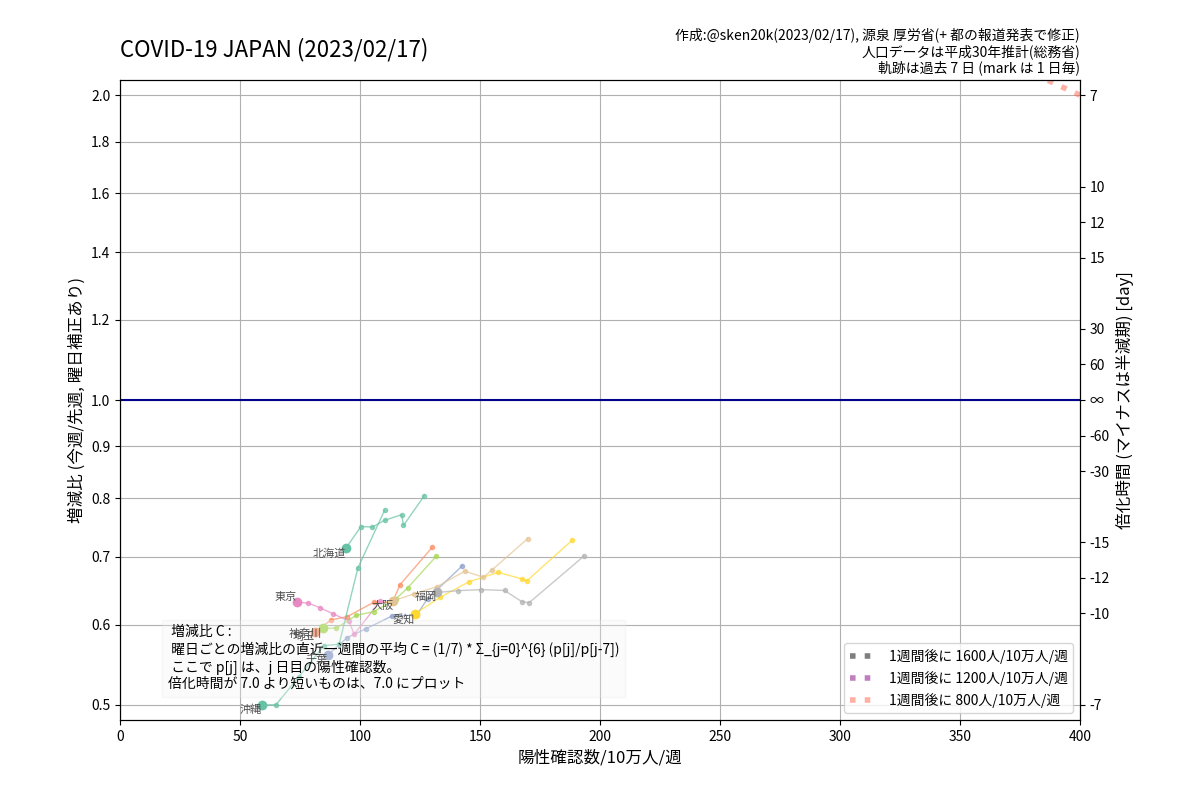 COVID-19 JAPAN (2023/02/17)
作成:@sken20k(2023/02/17), 源泉 厚労省(+ 都の報道発表で修正)
人口データは平成30年推計(総務省)
軌跡は過去 7 日 (mark は 1 日毎)
増減比 (今週/先週, 曜日補正あり)
2.0
1.8
1.6
1.4
1.2
1.0
0.9
0.8
0.7
0.6
0.5
7
10
12
15
30
60
∞
-60
-30
-15
-12
-10
-7
倍化時間 (マイナスは半減期) [day]
北海道
東京
大阪
福岡
愛知
千葉
沖縄
増減比 C :
曜日ごとの増減比の直近一週間の平均 C = (1/7) * Σ_{j=0}^{6} (p[j]/p[j-7])
ここで p[j] は、j 日目の陽性確認数。
倍化時間が 7.0 より短いものは、7.0 にプロット
1週間後に 1600人/10万人/週
1週間後に 1200人/10万人/週
1週間後に 800人/10万人/週
0 50 100 150 200 250 300 350 400
陽性確認数/10万人/週